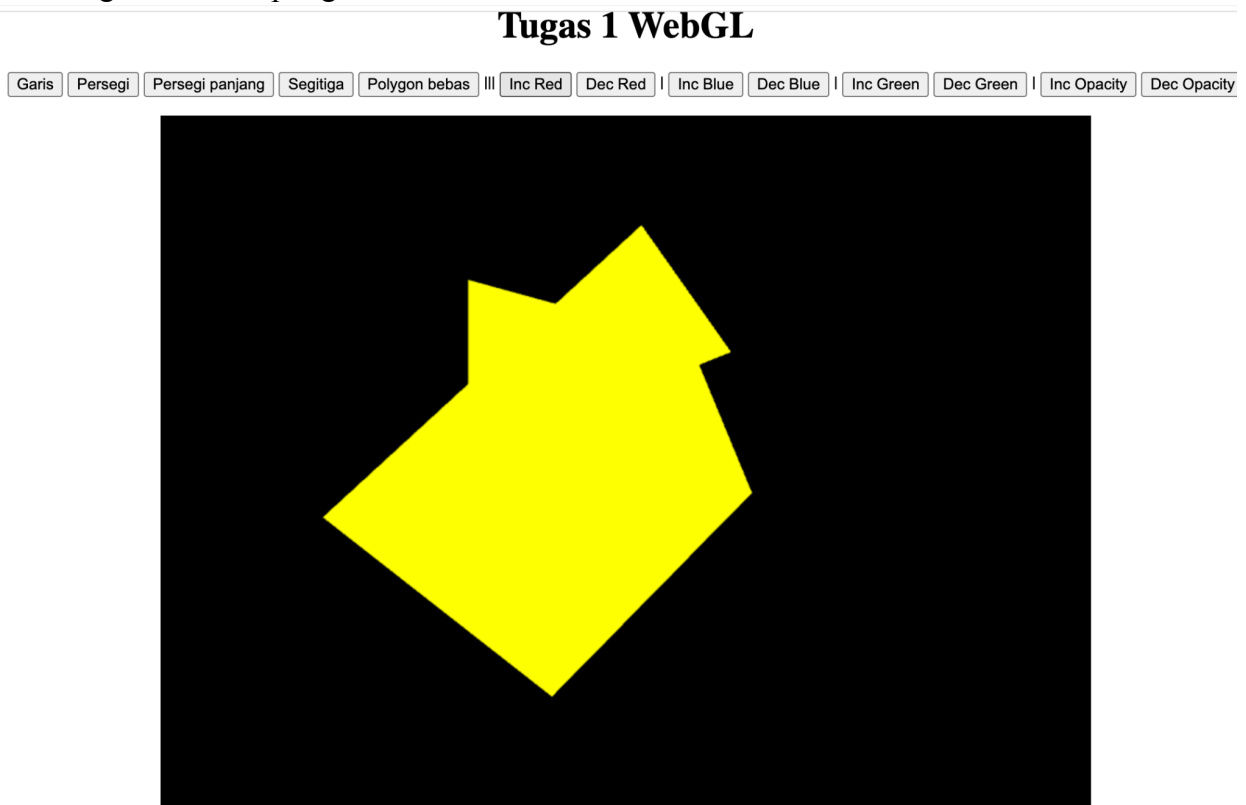 Tugas 1 WebGL
Garis Persegi Persegi panjang Segitiga Polygon bebas ||| Inc Red Dec Red | Inc Blue Dec Blue | Inc Green Dec Green | Inc Opacity Dec Opacity